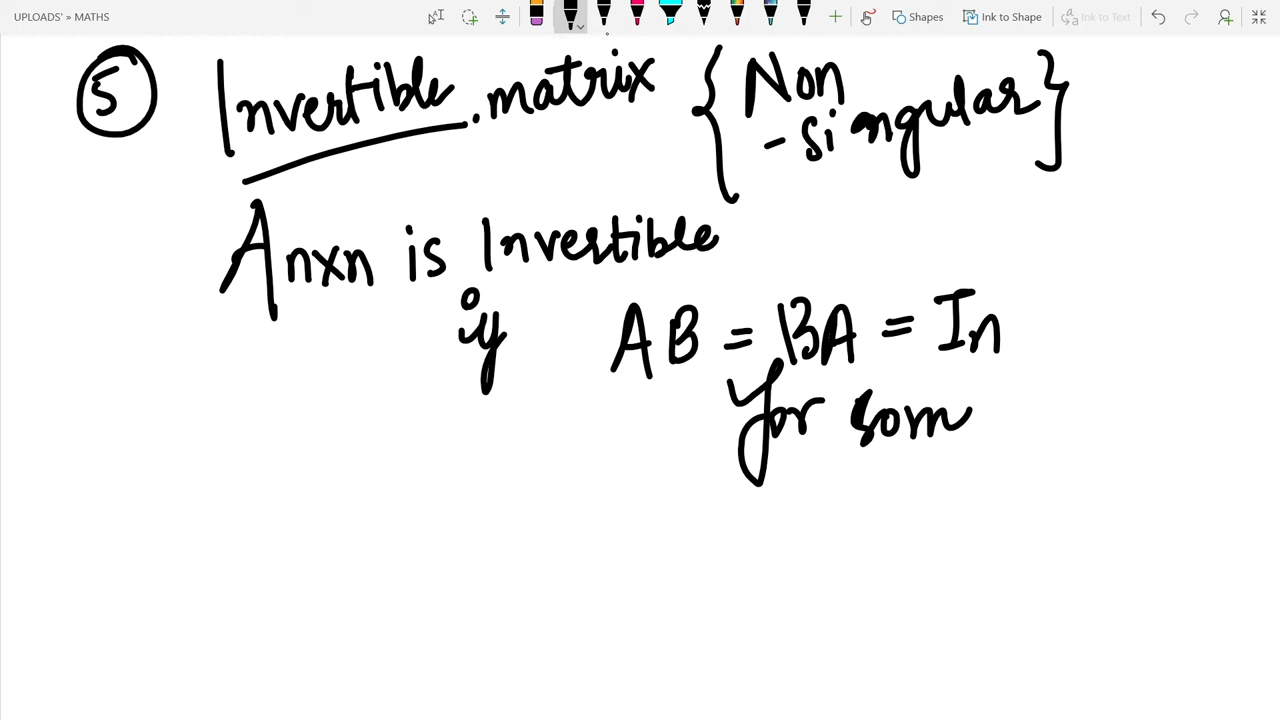 UPLOADS' » MATHS
Shapes
Ink to Shape
Ink to Text
5 Invertible.matrix { Non
-singular }
Anxn is Invertible
if AB = BA = In
for som